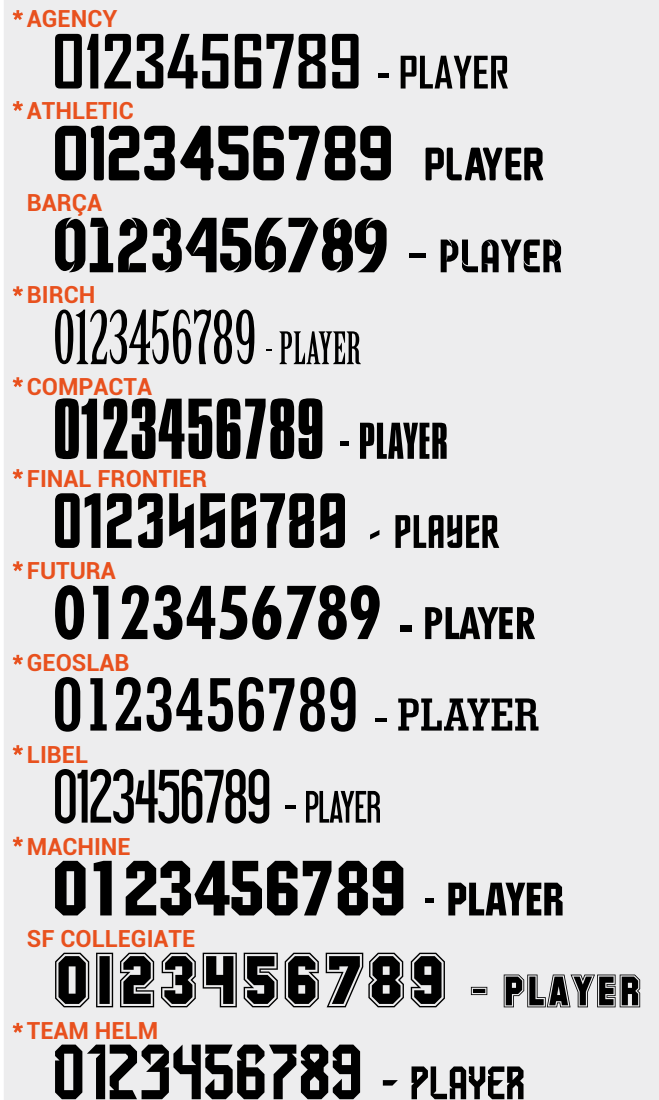 *AGENCY
0123456789 - PLAYER
*ATHLETIC
0123456789 PLAYER
BARÇA
0123456789 - PLAYER
*BIRCH
0123456789 - PLAYER
*COMPACTA
0123456789 - PLAYER
*FINAL FRONTIER
0123456789 - PLAYER
*FUTURA
0123456789 - PLAYER
*GEOSLAB
0123456789 - PLAYER
*LIBEL
0123456789 - PLAYER
*MACHINE
0123456789 - PLAYER
SF COLLEGIATE
0123456789 - PLAYER
*TEAM HELM
0123456789 - PLAYER